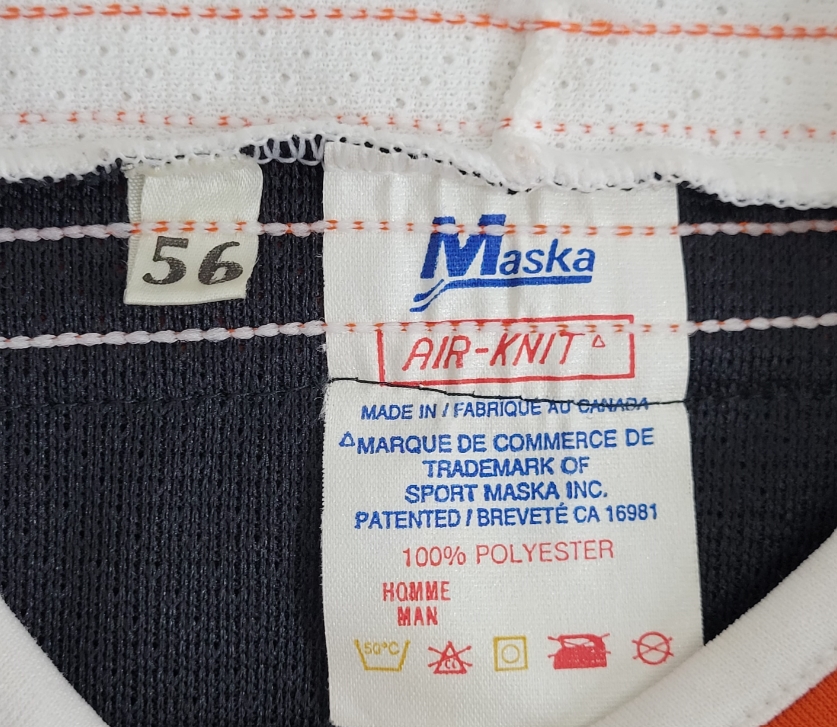 56
Maska
AIR-KNIT △
MADE IN / FABRIQUÉ AU CANADA
△MARQUE DE COMMERCE DE
TRADEMARK OF
SPORT MASKA INC.
PATENTED / BREVETÉ CA 16981
100% POLYESTER
HOMME
MAN
50°C
CL